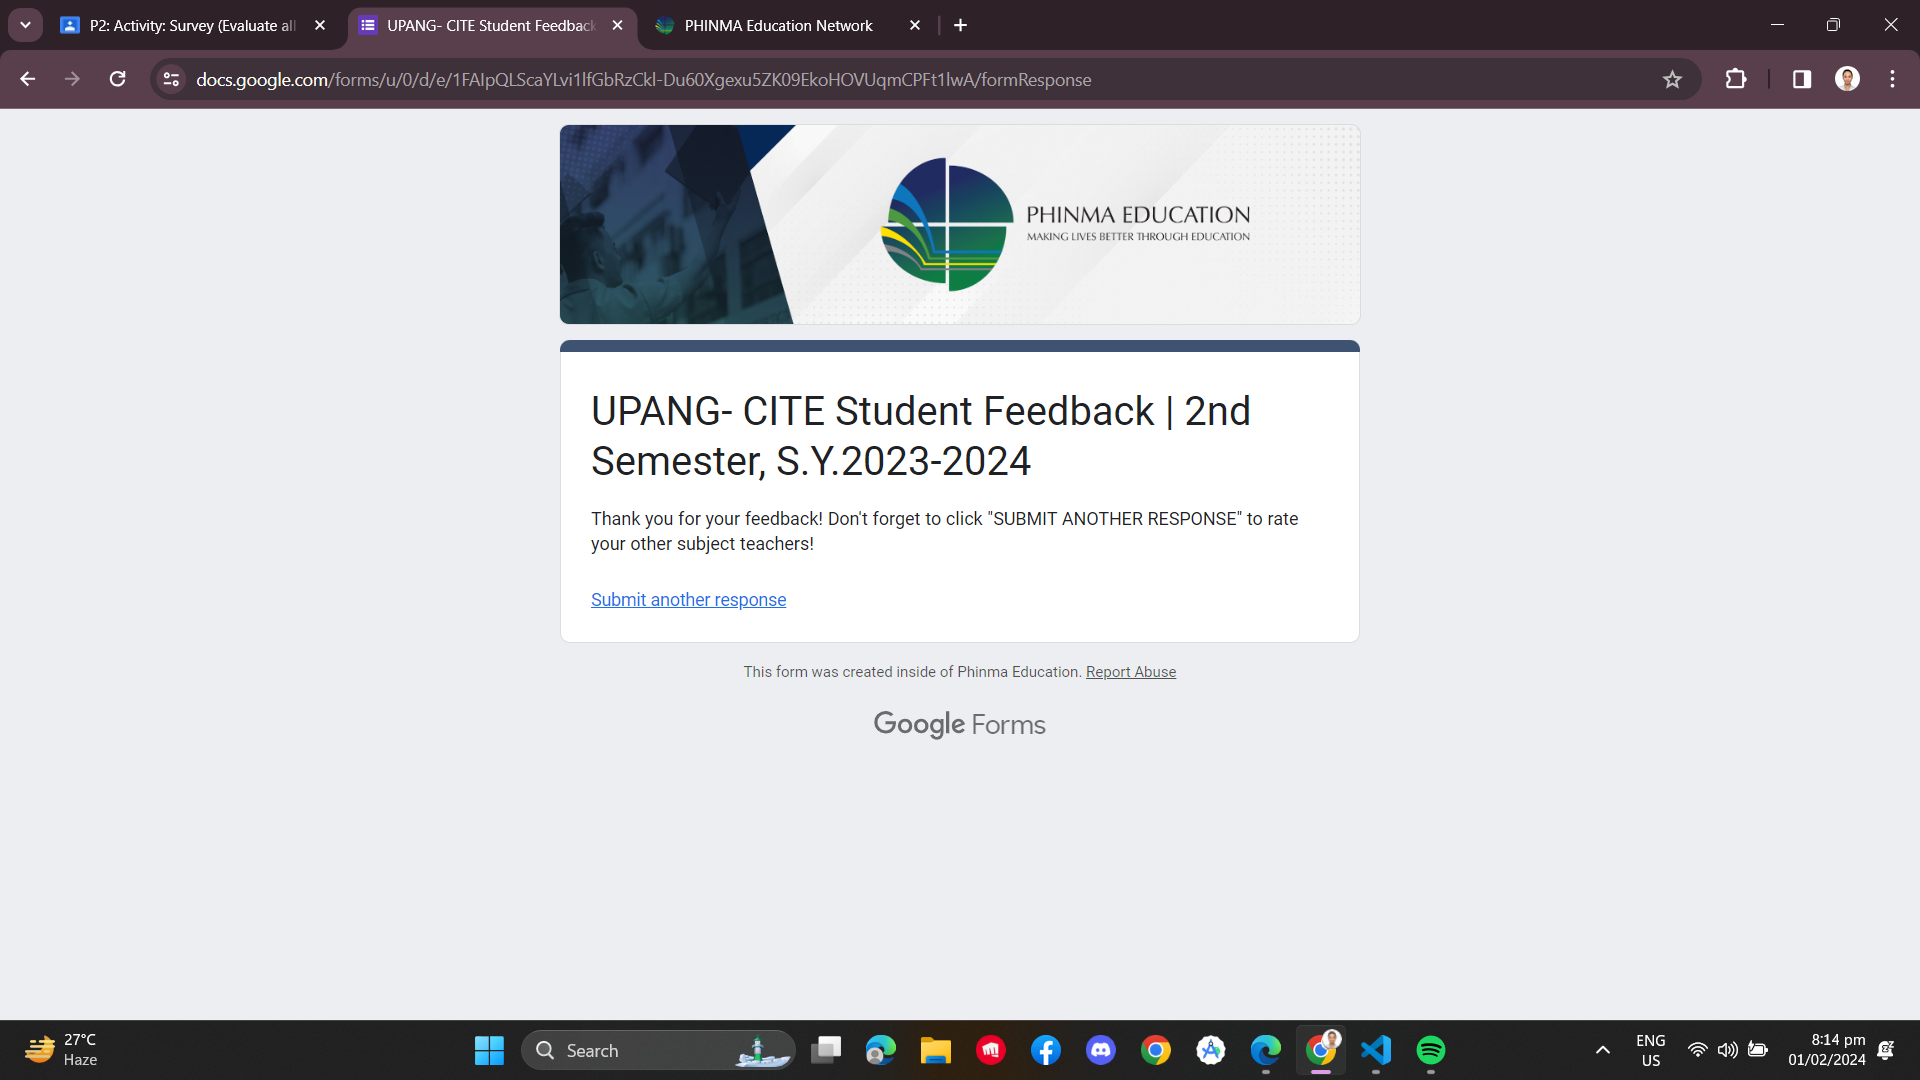 P2: Activity: Survey (Evaluate all
UPANG- CITE Student Feedback
PHINMA Education Network
docs.google.com/forms/u/0/d/e/1FAIpQLScaYLvi1lfGbRzCkl-Du60Xgexu5ZK09EkoHOVUqmCPFt1lwA/formResponse
PHINMA EDUCATION
MAKING LIVES BETTER THROUGH EDUCATION
UPANG- CITE Student Feedback | 2nd
Semester, S.Y.2023-2024
Thank you for your feedback! Don't forget to click "SUBMIT ANOTHER RESPONSE" to rate
your other subject teachers!
Submit another response
This form was created inside of Phinma Education. Report Abuse
Google Forms
27°C
Haze
Search
ENG
US
8:14 pm
01/02/2024